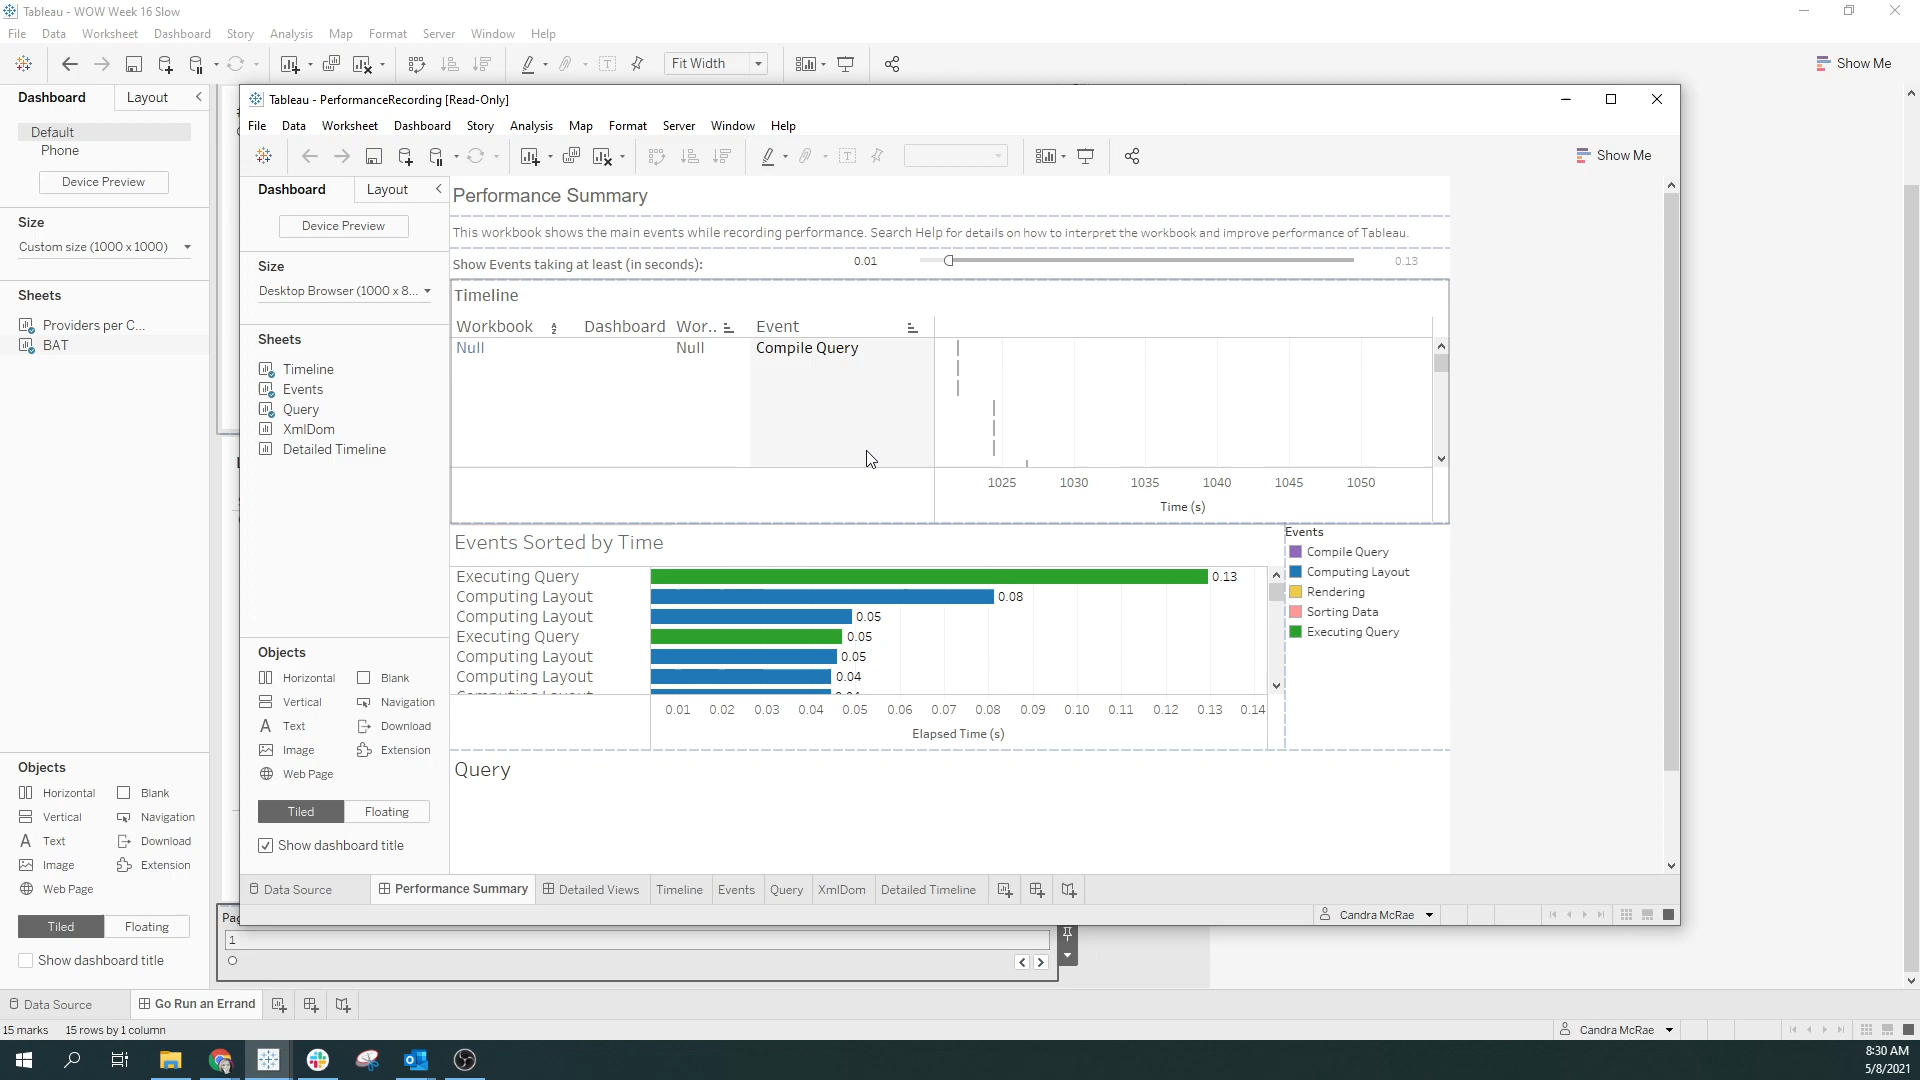 Tableau - WOW Week 16 Slow
File Data Worksheet Dashboard Story Analysis Map Format Server Window Help
Fit Width
Show Me
Dashboard Layout
Default
Phone
Device Preview
Size
Custom size (1000 x 1000)
Sheets
Providers per C...
BAT
Objects
Horizontal Blank
Vertical Navigation
Text Download
Image Extension
Web Page
Tiled Floating
Show dashboard title
Tableau - PerformanceRecording [Read-Only]
File Data Worksheet Dashboard Story Analysis Map Format Server Window Help
Show Me
Dashboard Layout
Device Preview
Size
Desktop Browser (1000 x 8...
Sheets
Timeline
Events
Query
XmlDom
Detailed Timeline
Objects
Horizontal Blank
Vertical Navigation
Text Download
Image Extension
Web Page
Tiled Floating
Show dashboard title
Performance Summary
This workbook shows the main events while recording performance. Search Help for details on how to interpret the workbook and improve performance of Tableau.
Show Events taking at least (in seconds): 0.01 0.13
Timeline
Workbook Dashboard Wor.. Event
Null Null Compile Query
1025 1030 1035 1040 1045 1050
Time (s)
Events Sorted by Time
Executing Query 0.13
Computing Layout 0.08
Computing Layout 0.05
Executing Query 0.05
Computing Layout 0.05
Computing Layout 0.04
0.01 0.02 0.03 0.04 0.05 0.06 0.07 0.08 0.09 0.10 0.11 0.12 0.13 0.14
Elapsed Time (s)
Events
Compile Query
Computing Layout
Rendering
Sorting Data
Executing Query
Query
Data Source Performance Summary Detailed Views Timeline Events Query XmlDom Detailed Timeline
Candra McRae
1
Data Source Go Run an Errand
15 marks 15 rows by 1 column
Candra McRae
8:30 AM
5/8/2021